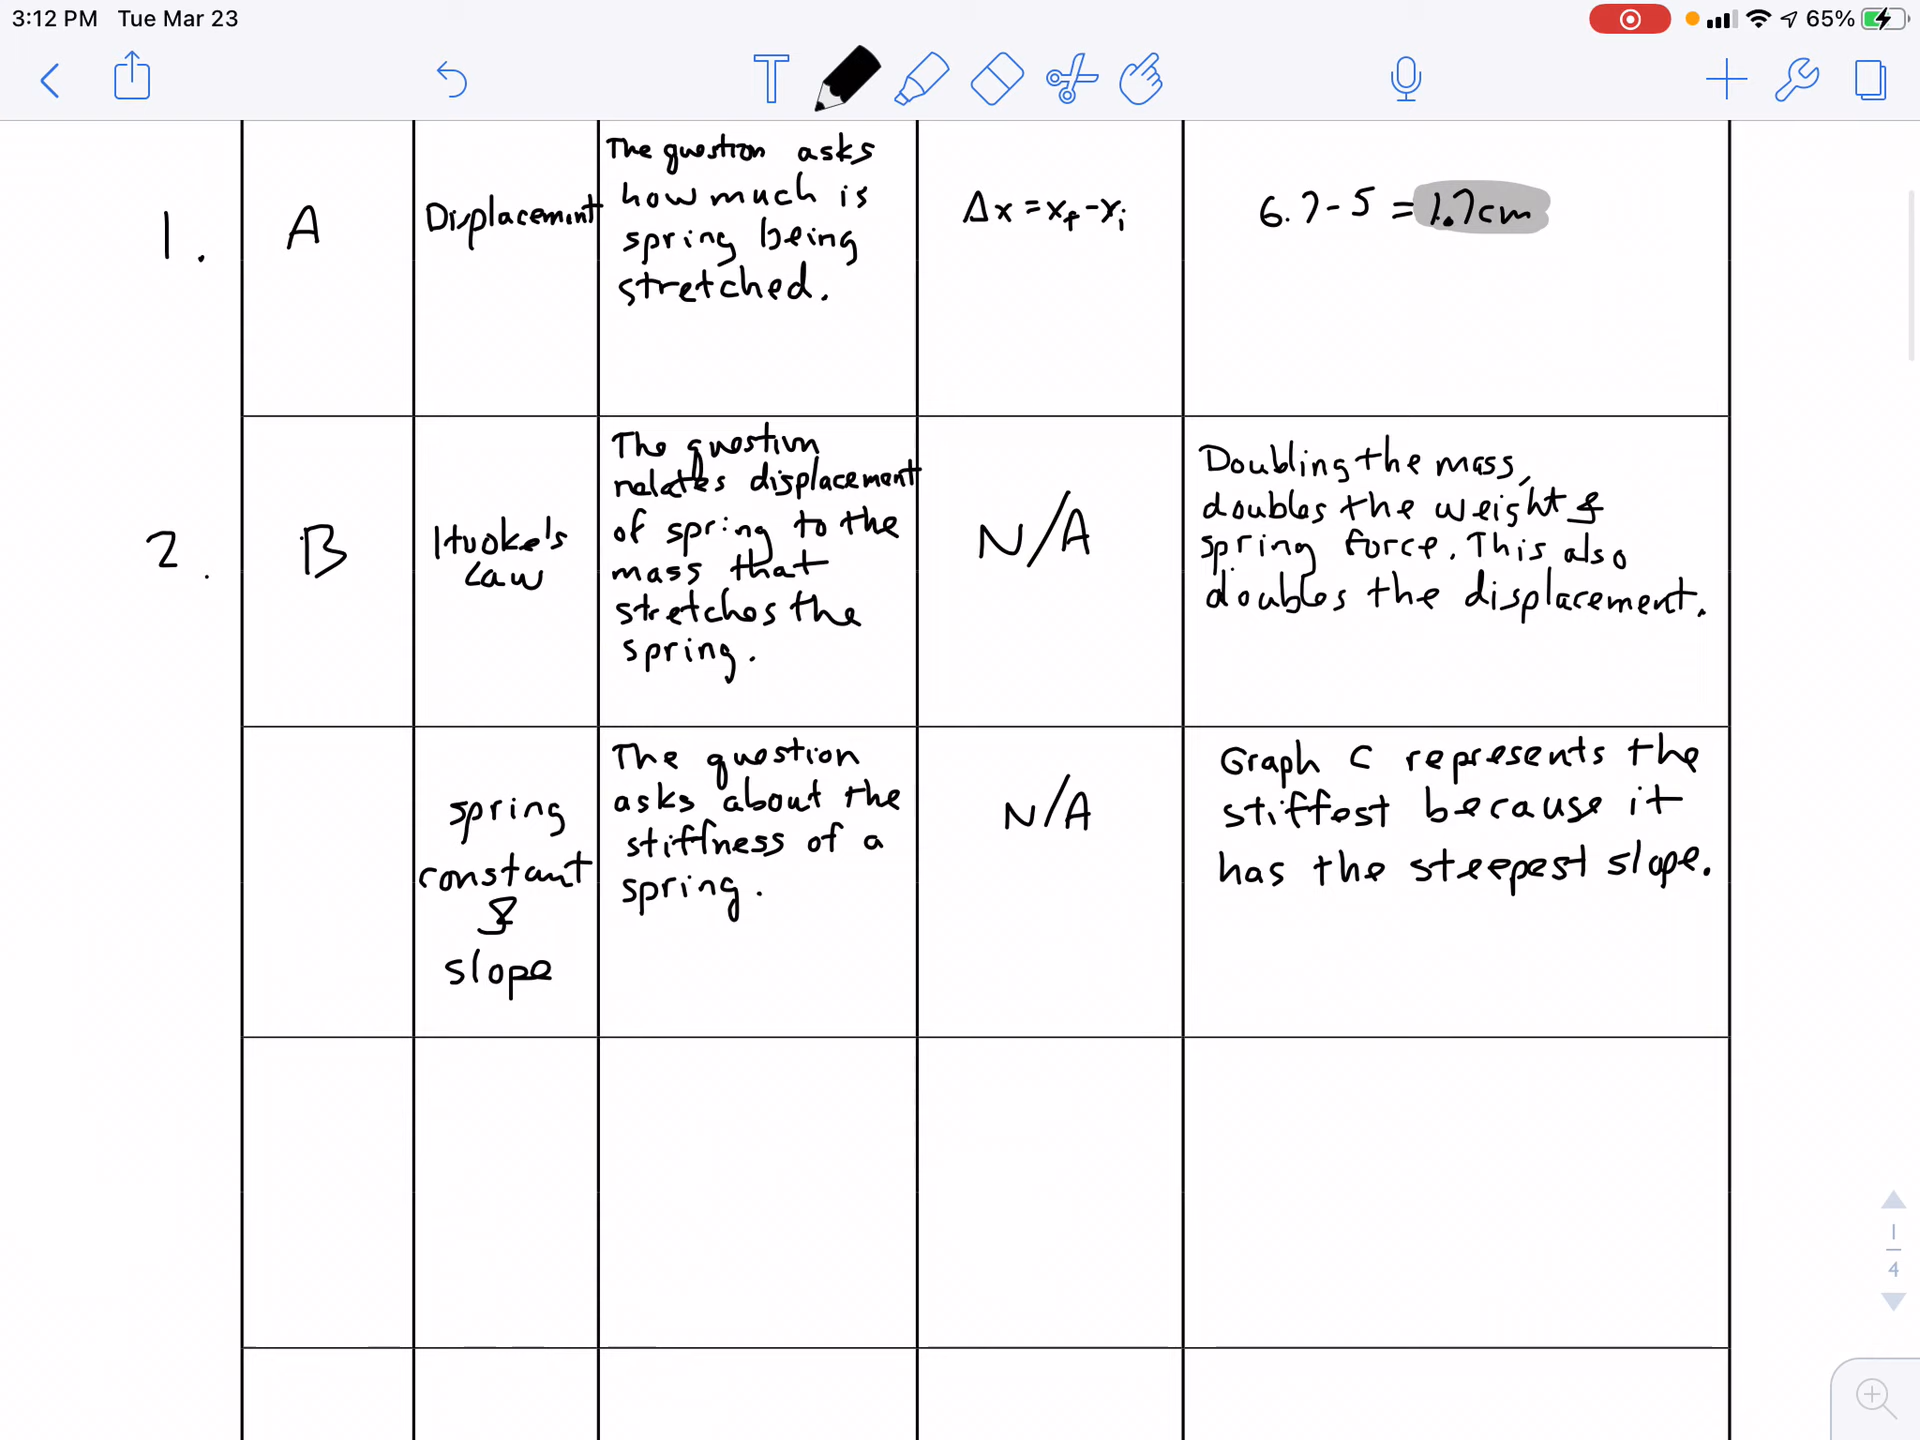 3:12 PM Tue Mar 23
65%
T
1.
A
Displacement
The question asks
how much is
spring being
stretched.
Δx = xf - xi
6.7 - 5 = 1.7cm
2.
B
Hooke's
Law
The question
relates displacement
of spring to the
mass that
stretches the
spring.
N/A
Doubling the mass,
doubles the weight &
spring force. This also
doubles the displacement.
spring
constant
&
slope
The question
asks about the
stiffness of a
spring.
N/A
Graph C represents the
stiffest because it
has the steepest slope.
1
4